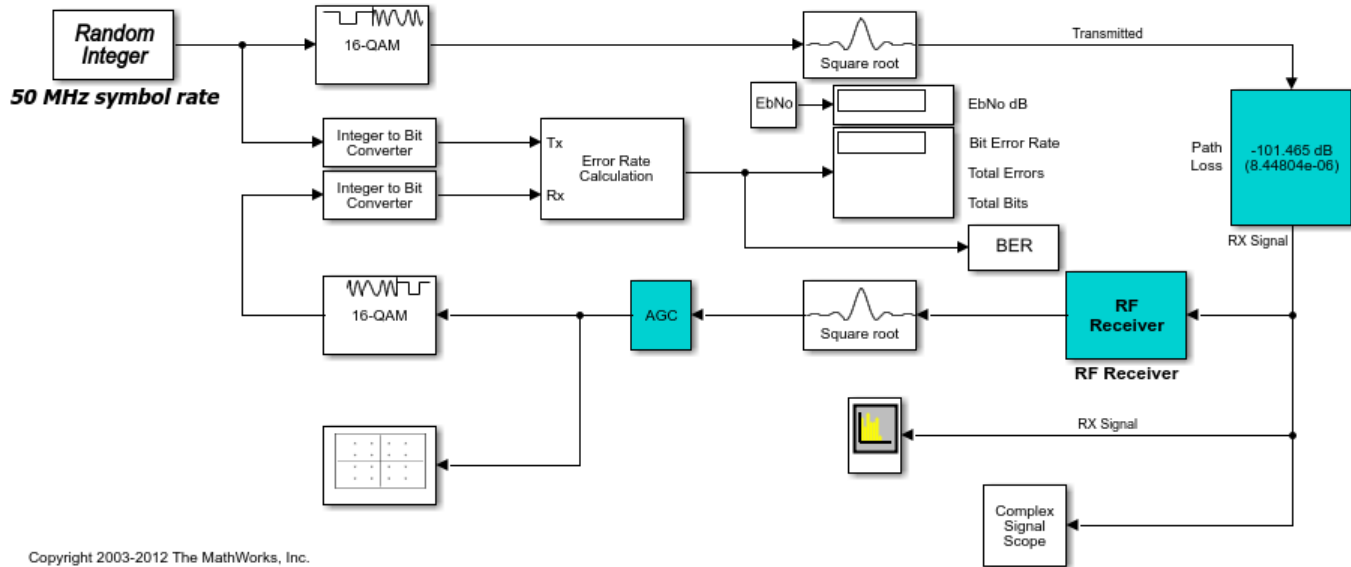 Random
Integer
50 MHz symbol rate
16-QAM
Square root
Transmitted
EbNo
EbNo dB
Integer to Bit
Converter
Tx
Error Rate
Calculation
Rx
Integer to Bit
Converter
Bit Error Rate
Total Errors
Total Bits
BER
Path
Loss
-101.465 dB
(8.44804e-06)
RX Signal
16-QAM
AGC
Square root
RF
Receiver
RF Receiver
RX Signal
Complex
Signal
Scope
Copyright 2003-2012 The MathWorks, Inc.